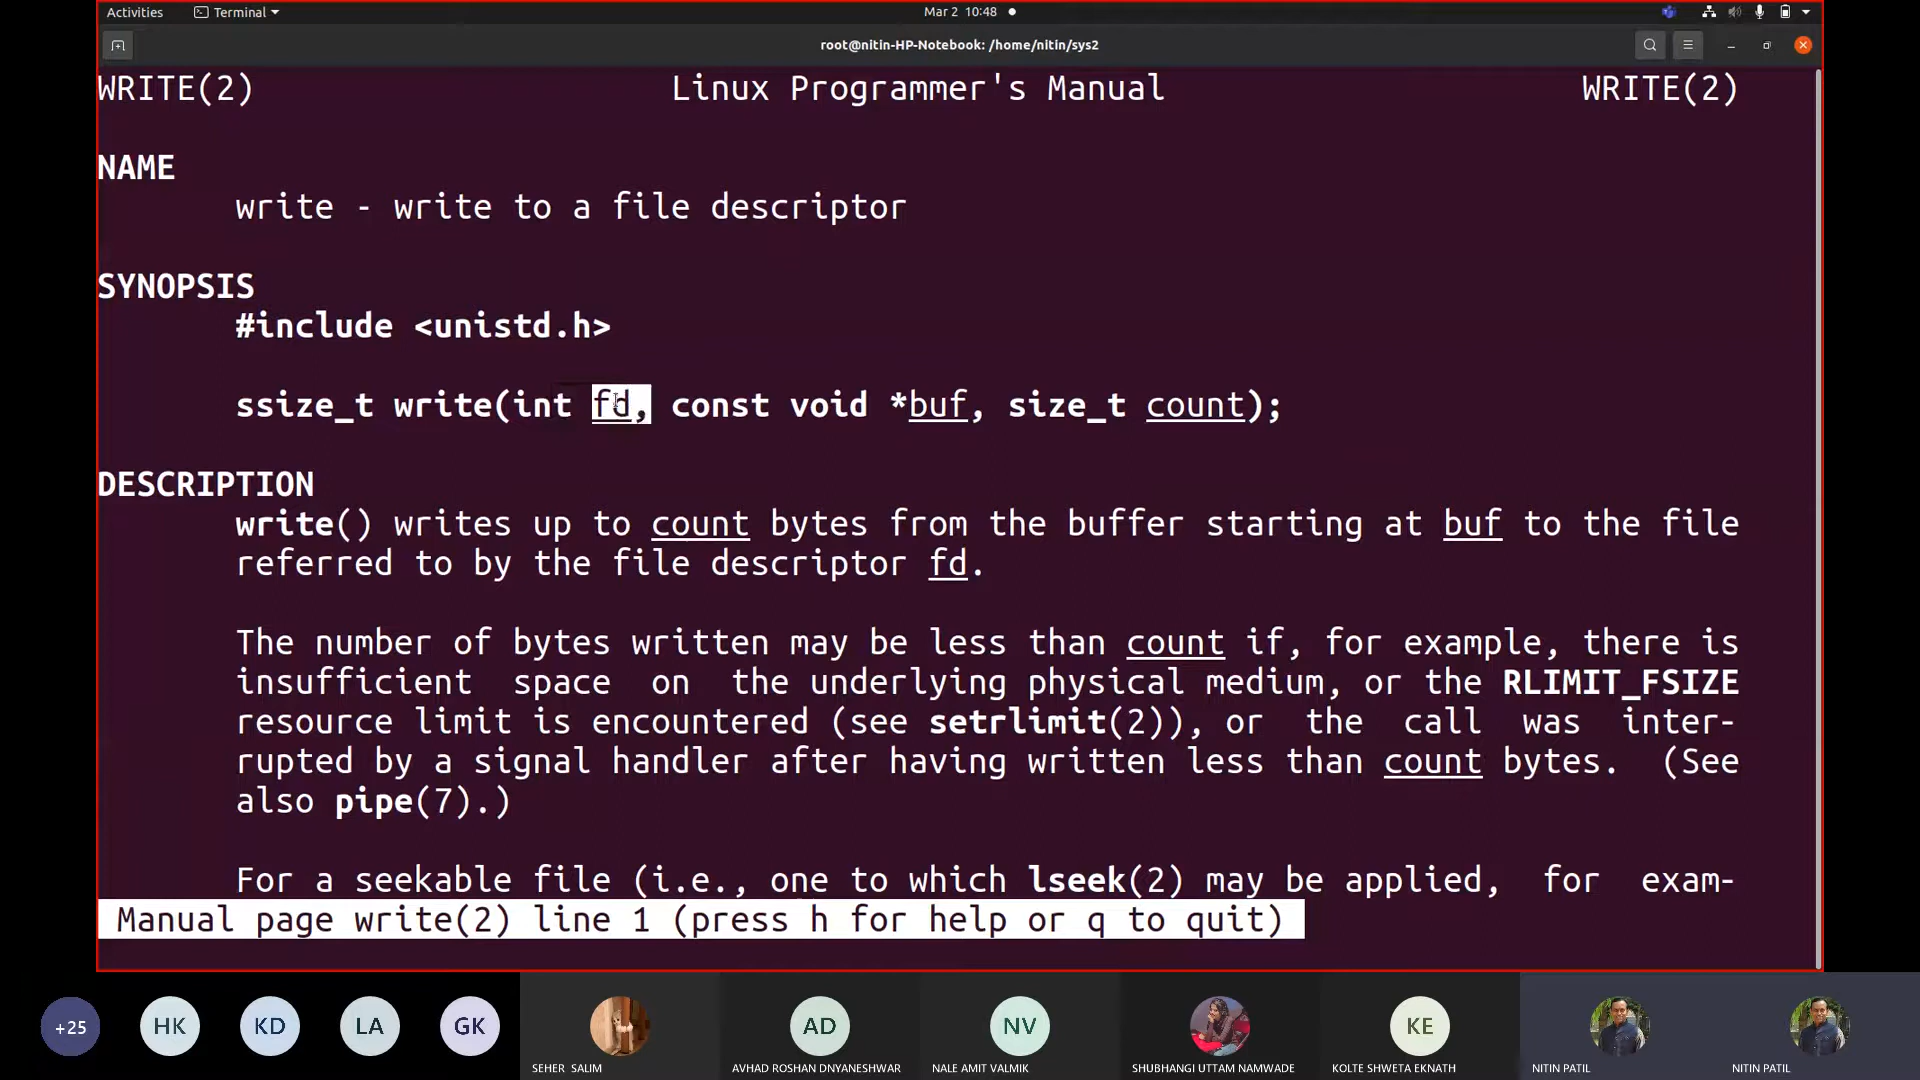 Activities Terminal Mar 2 10:48
root@nitin-HP-Notebook: /home/nitin/sys2
WRITE(2) Linux Programmer's Manual WRITE(2)
NAME
write - write to a file descriptor
SYNOPSIS
#include <unistd.h>
ssize_t write(int fd, const void *buf, size_t count);
DESCRIPTION
write() writes up to count bytes from the buffer starting at buf to the file
referred to by the file descriptor fd.
The number of bytes written may be less than count if, for example, there is
insufficient space on the underlying physical medium, or the RLIMIT_FSIZE
resource limit is encountered (see setrlimit(2)), or the call was inter-
rupted by a signal handler after having written less than count bytes. (See
also pipe(7).)
For a seekable file (i.e., one to which lseek(2) may be applied, for exam-
Manual page write(2) line 1 (press h for help or q to quit)
+25 HK KD LA GK AD NV KE
SEHER SALIM AVHAD ROSHAN DNYANESHWAR NALE AMIT VALMIK SHUBHANGI UTTAM NAMWADE KOLTE SHWETA EKNATH NITIN PATIL NITIN PATIL